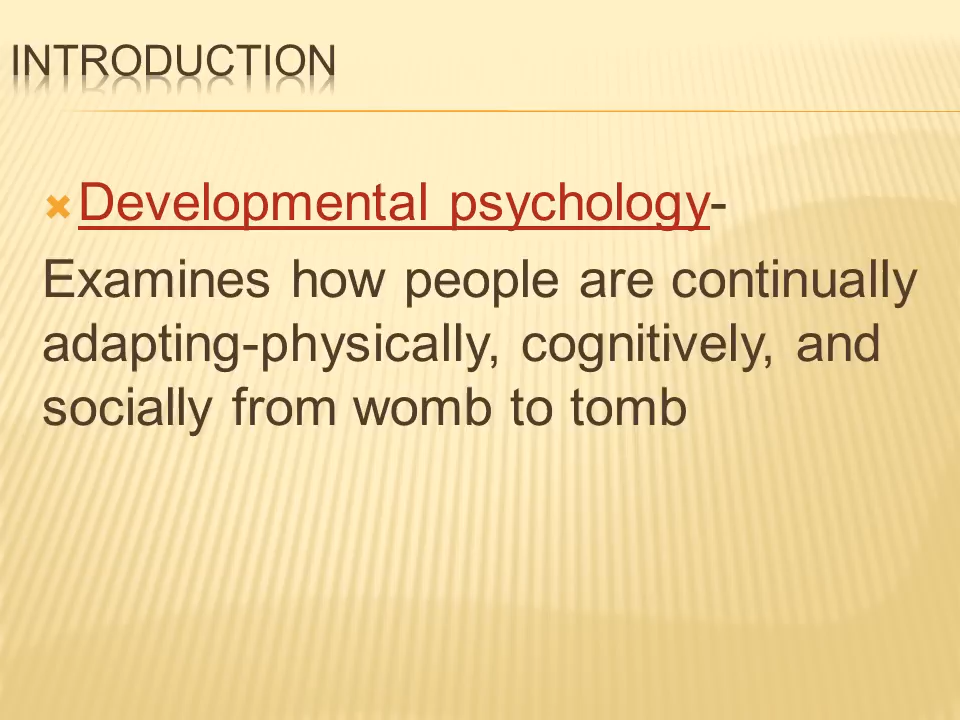 INTRODUCTION
Developmental psychology-
Examines how people are continually
adapting-physically, cognitively, and
socially from womb to tomb